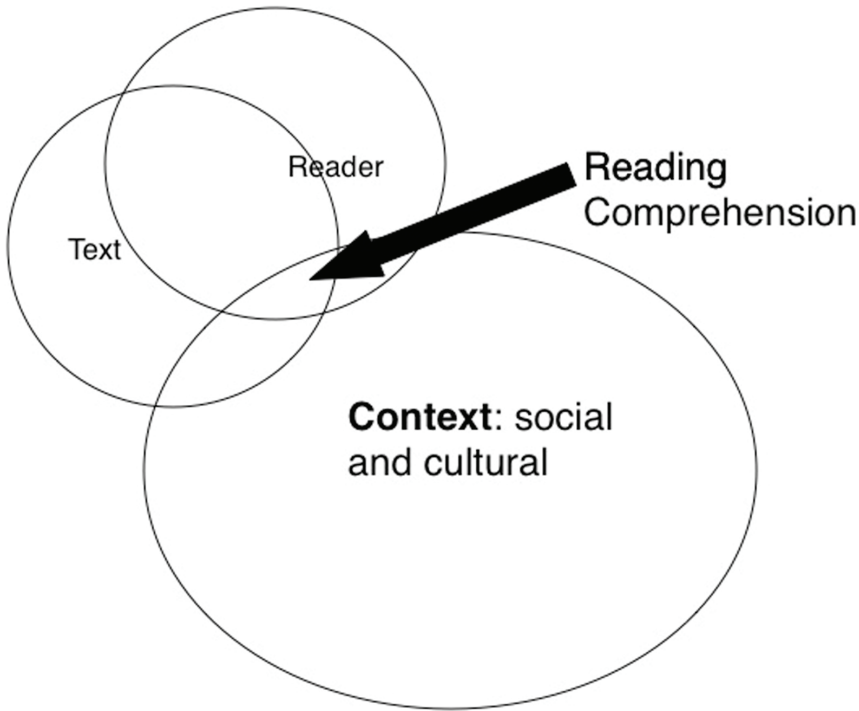 Reader
Reading
Comprehension
Text
Context: social
and cultural